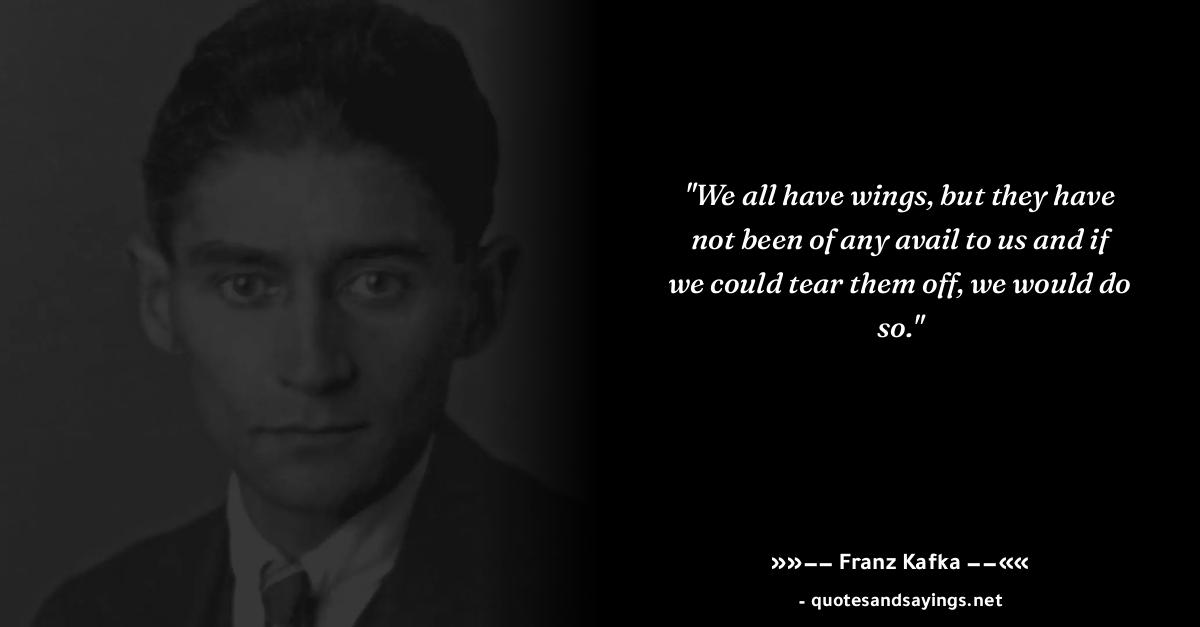 "We all have wings, but they have
not been of any avail to us and if
we could tear them off, we would do
so."
»»–– Franz Kafka ––««
- quotesandsayings.net